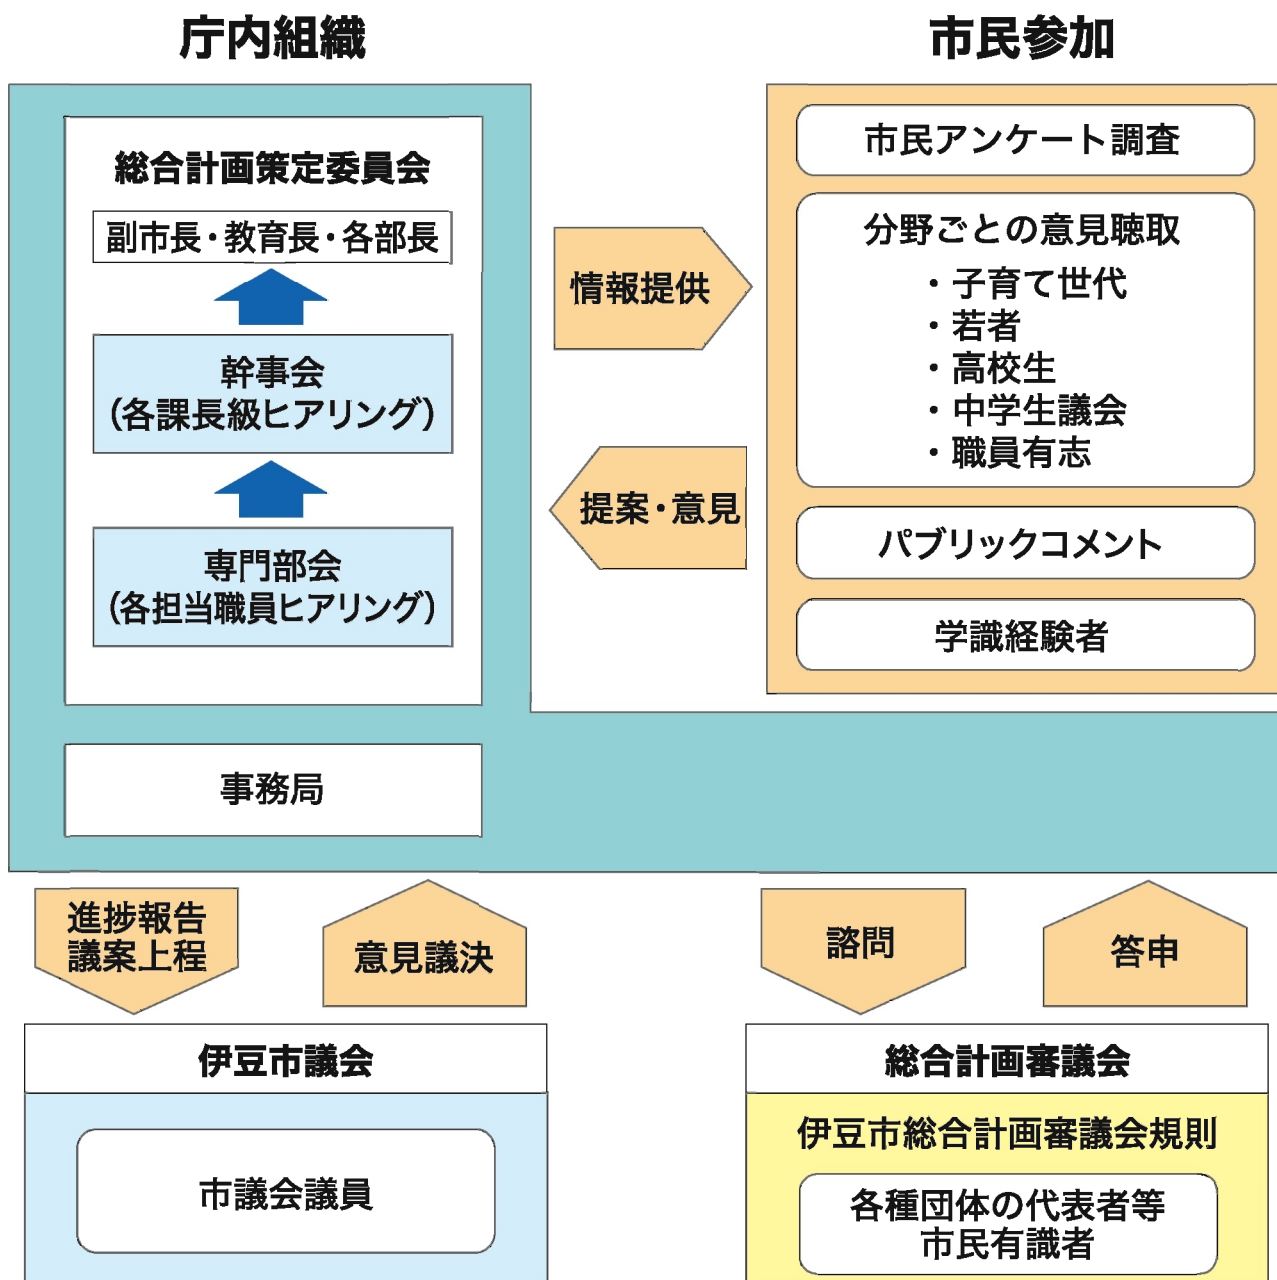 庁内組織
総合計画策定委員会
副市長・教育長・各部長
幹事会
(各課長級ヒアリング)
専門部会
(各担当職員ヒアリング)
事務局
情報提供
提案・意見
市民参加
市民アンケート調査
分野ごとの意見聴取
・子育て世代
・若者
・高校生
・中学生議会
・職員有志
パブリックコメント
学識経験者
進捗報告
議案上程
意見議決
諮問
答申
伊豆市議会
市議会議員
総合計画審議会
伊豆市総合計画審議会規則
各種団体の代表者等
市民有識者